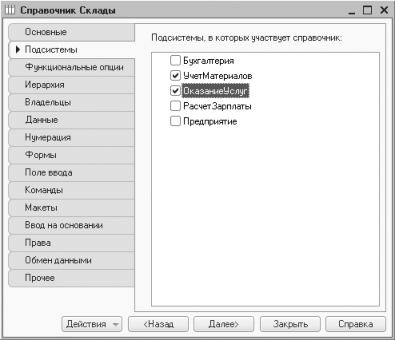 Справочник Склады
Основные
Подсистемы
Функциональные опции
Иерархия
Владельцы
Данные
Нумерация
Формы
Поле ввода
Команды
Макеты
Ввод на основании
Права
Обмен данными
Прочее
Подсистемы, в которых участвует справочник:
Бухгалтерия
УчетМатериалов
ОказаниеУслуг
РасчетЗарплаты
Предприятие
Действия
<Назад
Далее>
Закрыть
Справка